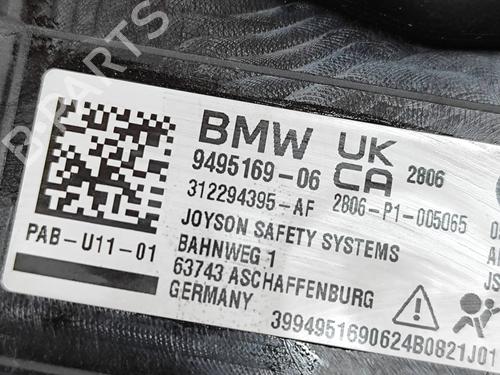 B-PARTS
BMW UK CA 2806
9495169-06
312294395-AF 2806-P1-005065
JOYSON SAFETY SYSTEMS
BAHNWEG 1
63743 ASCHAFFENBURG
GERMANY
PAB-U11-01
3994951690624B0821J01